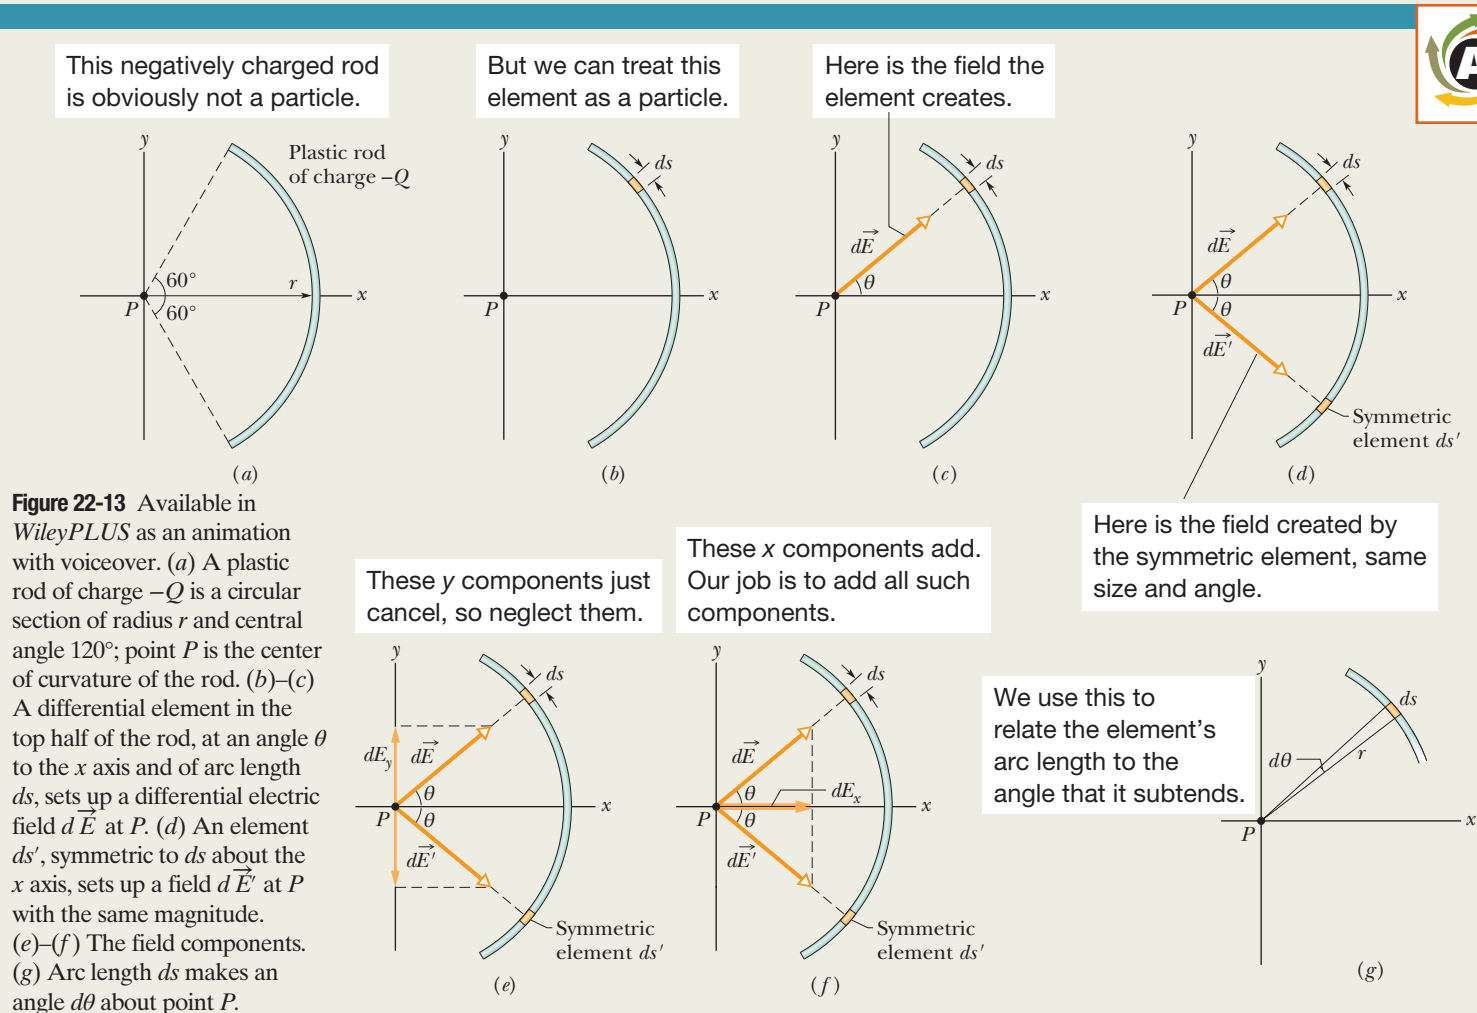 This negatively charged rod
is obviously not a particle.
But we can treat this
element as a particle.
Here is the field the
element creates.
A
y
Plastic rod
of charge –Q
60°
60°
r
x
P
(a)
y
ds
x
P
(b)
y
ds
dE⃗
θ
x
P
(c)
y
ds
dE⃗
θ
θ
x
P
dE⃗′
Symmetric
element ds′
(d)
Here is the field created by
the symmetric element, same
size and angle.
Figure 22-13 Available in
WileyPLUS as an animation
with voiceover. (a) A plastic
rod of charge –Q is a circular
section of radius r and central
angle 120°; point P is the center
of curvature of the rod. (b)–(c)
A differential element in the
top half of the rod, at an angle θ
to the x axis and of arc length
ds, sets up a differential electric
field dE⃗ at P. (d) An element
ds′, symmetric to ds about the
x axis, sets up a field dE⃗′ at P
with the same magnitude.
(e)–(f) The field components.
(g) Arc length ds makes an
angle dθ about point P.
These y components just
cancel, so neglect them.
y
ds
dEy
dE⃗
θ
θ
x
P
dE⃗′
Symmetric
element ds′
(e)
These x components add.
Our job is to add all such
components.
y
ds
dE⃗
θ
θ
dEx
x
P
dE⃗′
Symmetric
element ds′
(f)
We use this to
relate the element's
arc length to the
angle that it subtends.
y
ds
dθ
r
x
P
(g)